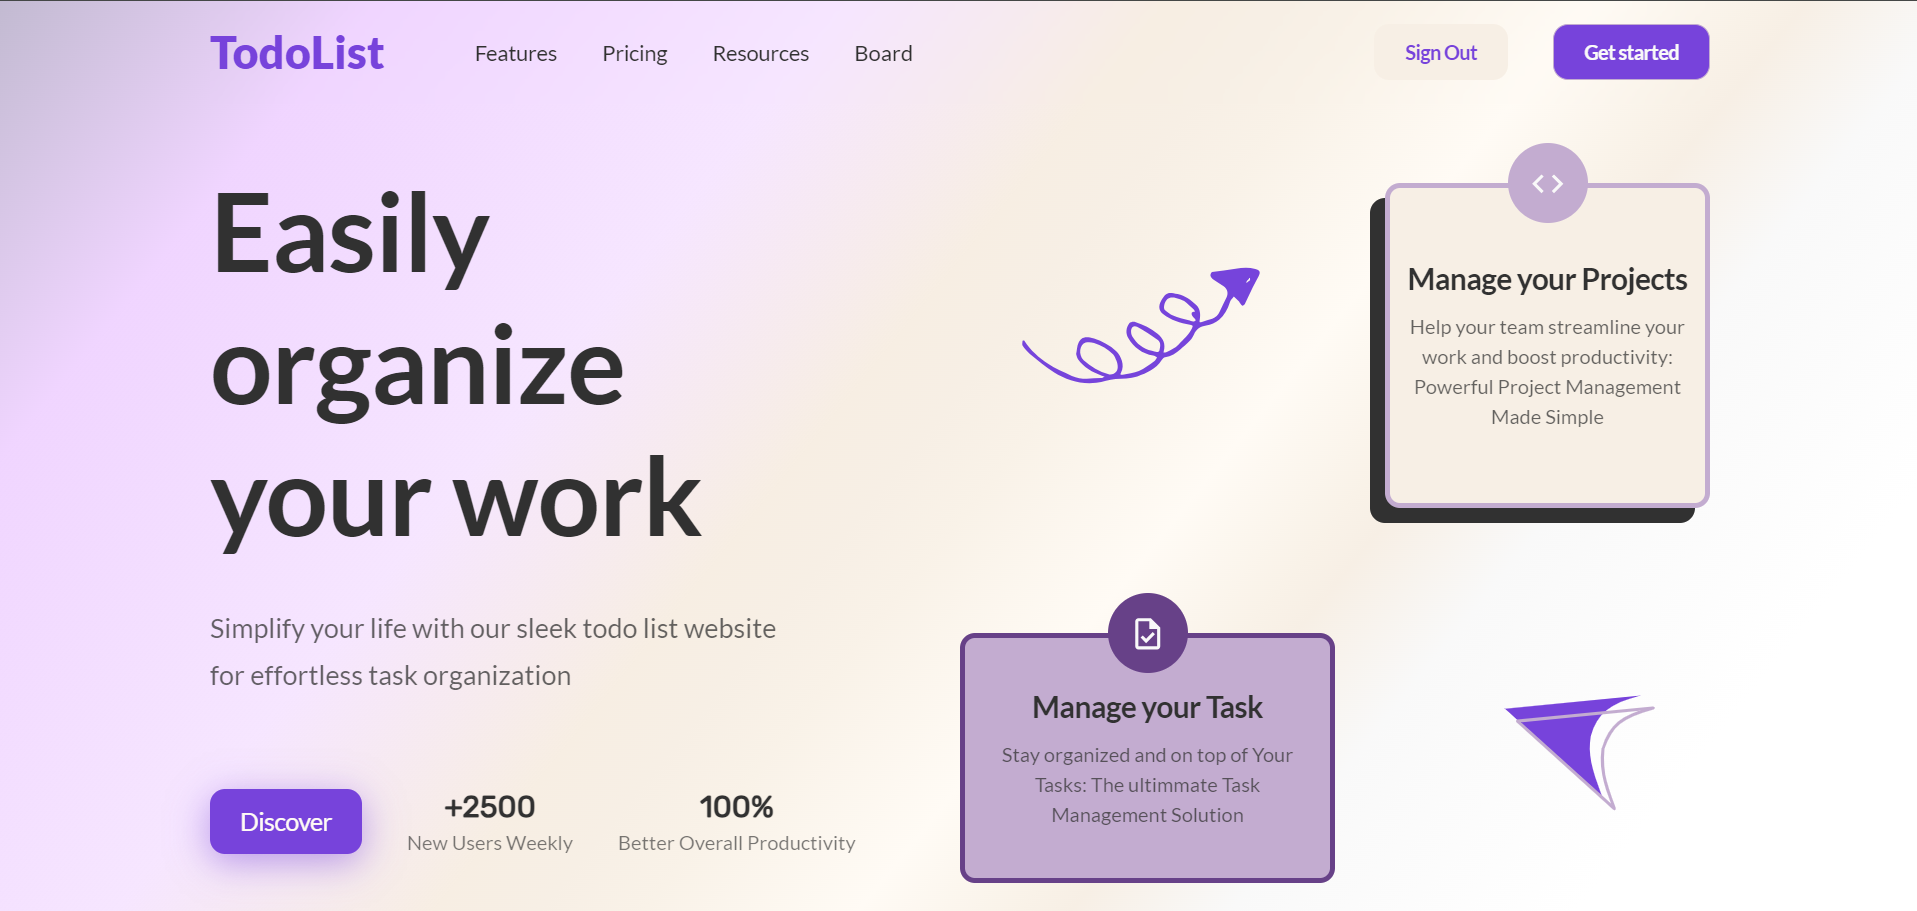 TodoList
Features
Pricing
Resources
Board
Sign Out
Get started
Easily
organize
your work
Simplify your life with our sleek todo list website
for effortless task organization
Discover
+2500
New Users Weekly
100%
Better Overall Productivity
Manage your Projects
Help your team streamline your
work and boost productivity:
Powerful Project Management
Made Simple
Manage your Task
Stay organized and on top of Your
Tasks: The ultimmate Task
Management Solution